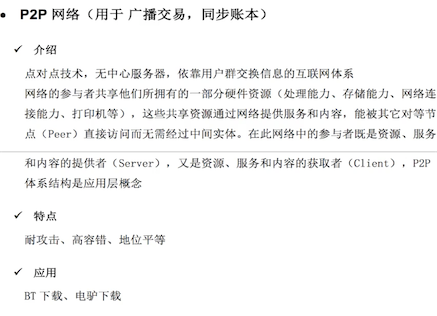 ● P2P 网络（用于 广播交易，同步账本）
✓ 介绍
点对点技术，无中心服务器，依靠用户群交换信息的互联网体系
网络的参与者共享他们所拥有的一部分硬件资源（处理能力、存储能力、网络连
接能力、打印机等），这些共享资源通过网络提供服务和内容，能被其它对等节
点（Peer）直接访问而无需经过中间实体。在此网络中的参与者既是资源、服务
和内容的提供者（Server），又是资源、服务和内容的获取者（Client），P2P
体系结构是应用层概念
✓ 特点
耐攻击、高容错、地位平等
✓ 应用
BT 下载、电驴下载